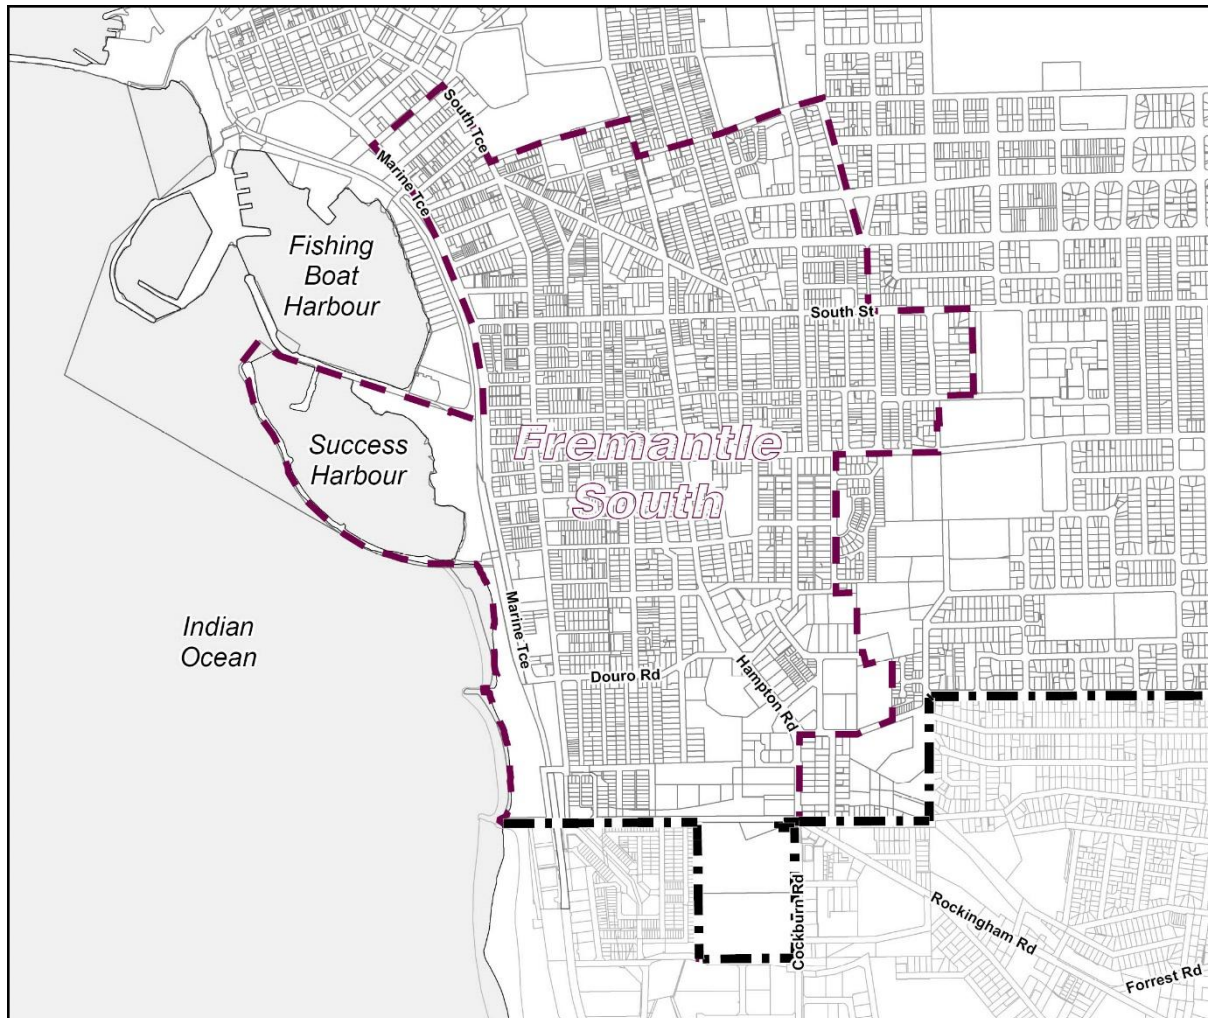 South Tce
Marine Tce
Fishing
Boat
Harbour
South St
Fremantle
South
Success
Harbour
Indian
Ocean
Marine Tce
Douro Rd
Hampton Rd
Cockburn Rd
Rockingham Rd
Forrest Rd